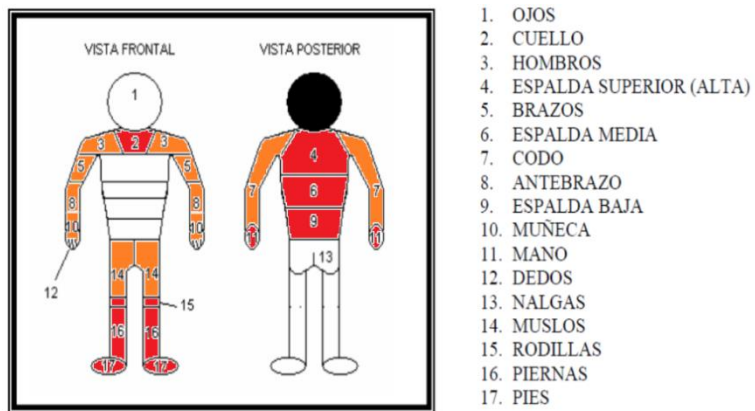 VISTA FRONTAL VISTA POSTERIOR
1
3 2 3
4
5 5
7 7
8 8
6
10 10
9
11 11
12
13
14 14
15
16 16
17 17
1. OJOS
2. CUELLO
3. HOMBROS
4. ESPALDA SUPERIOR (ALTA)
5. BRAZOS
6. ESPALDA MEDIA
7. CODO
8. ANTEBRAZO
9. ESPALDA BAJA
10. MUÑECA
11. MANO
12. DEDOS
13. NALGAS
14. MUSLOS
15. RODILLAS
16. PIERNAS
17. PIES